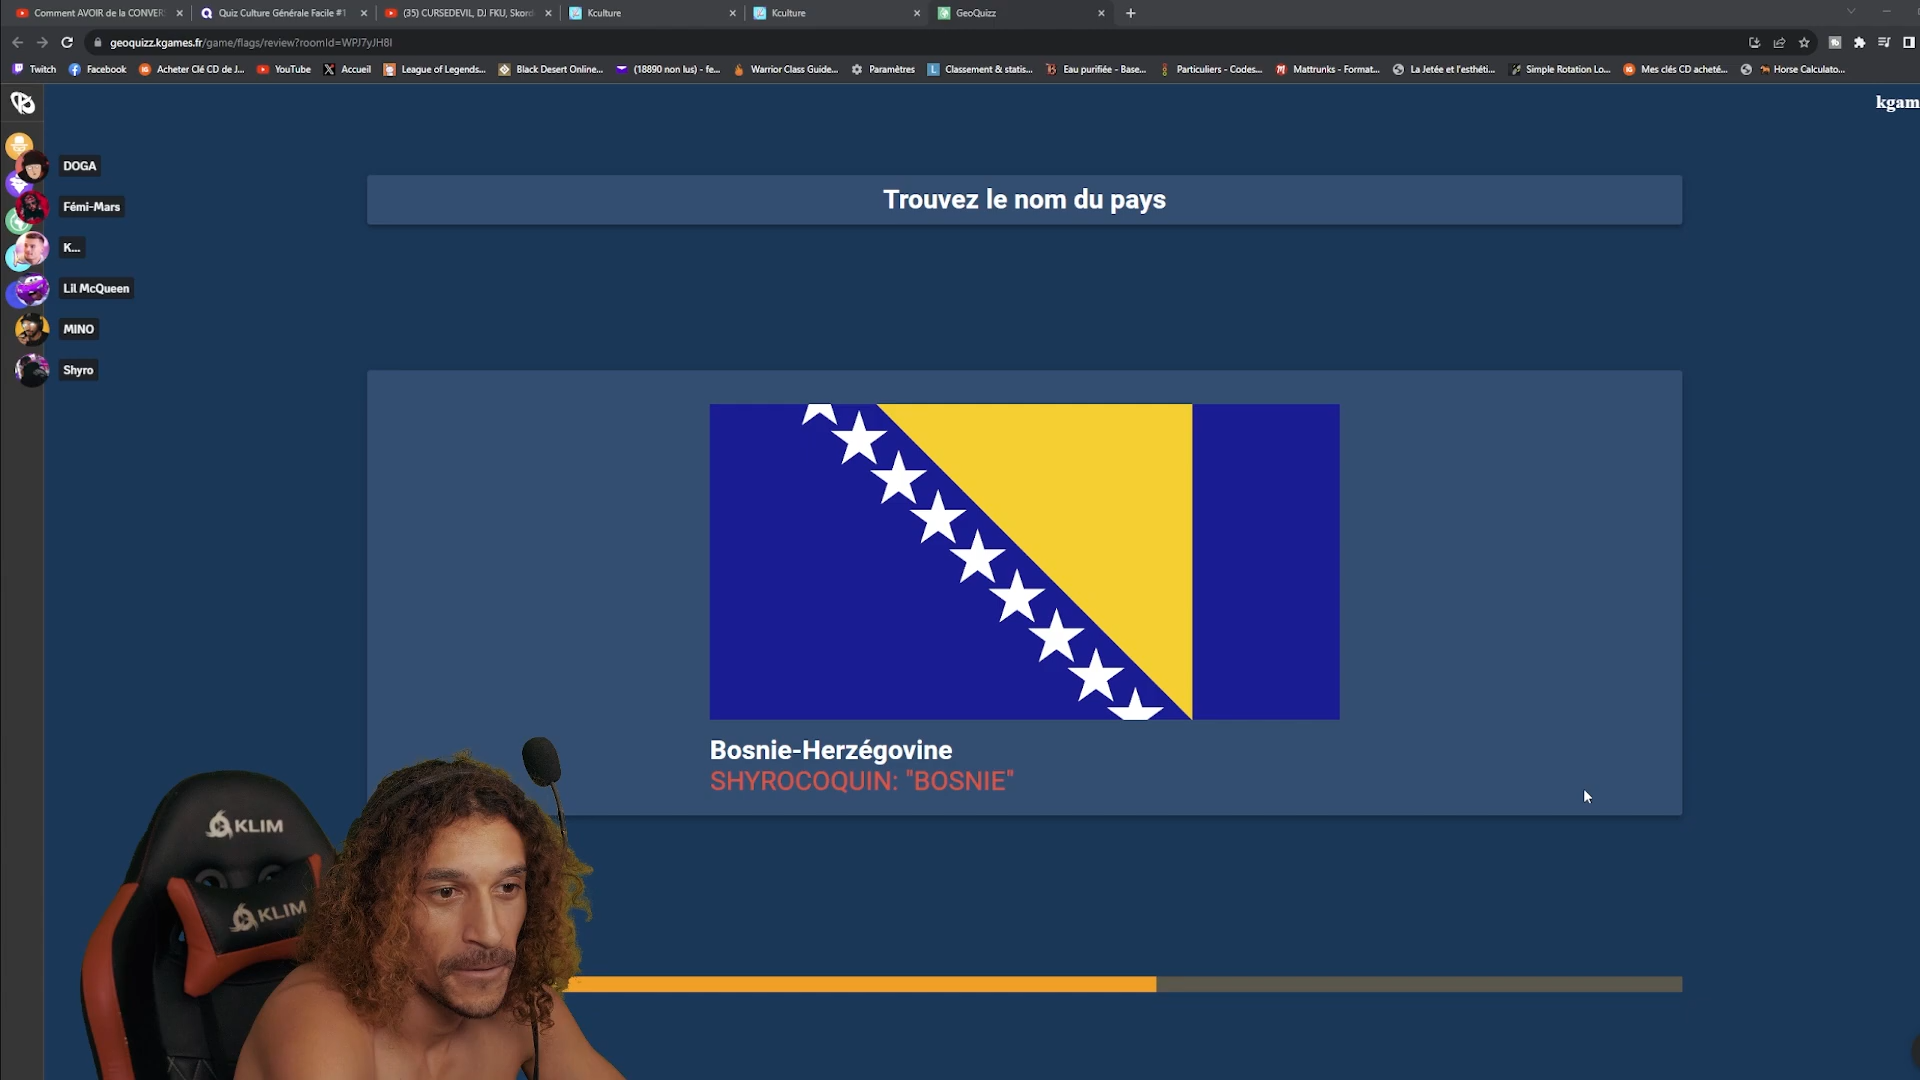 Comment AVOIR de la CONVER
Quiz Culture Générale Facile #1
(35) CURSEDEVIL, DJ FKU, Skord
Kculture
Kculture
GeoQuizz
geoquizz.kgames.fr/game/flags/review?roomId=WPJ7yJH8I
Twitch
Facebook
Acheter Clé CD de J...
YouTube
Accueil
League of Legends...
Black Desert Online...
(18890 non lus) - fe...
Warrior Class Guide...
Paramètres
Classement & statis...
Eau purifiée - Base...
Particuliers - Codes...
Mattrunks - Format...
La Jetée et l'esthéti...
Simple Rotation Lo...
Mes clés CD acheté...
Horse Calculato...
kgam
DOGA
Fémi-Mars
K...
Lil McQueen
MINO
Shyro
Trouvez le nom du pays
Bosnie-Herzégovine
SHYROCOQUIN: "BOSNIE"
KLIM
KLIM